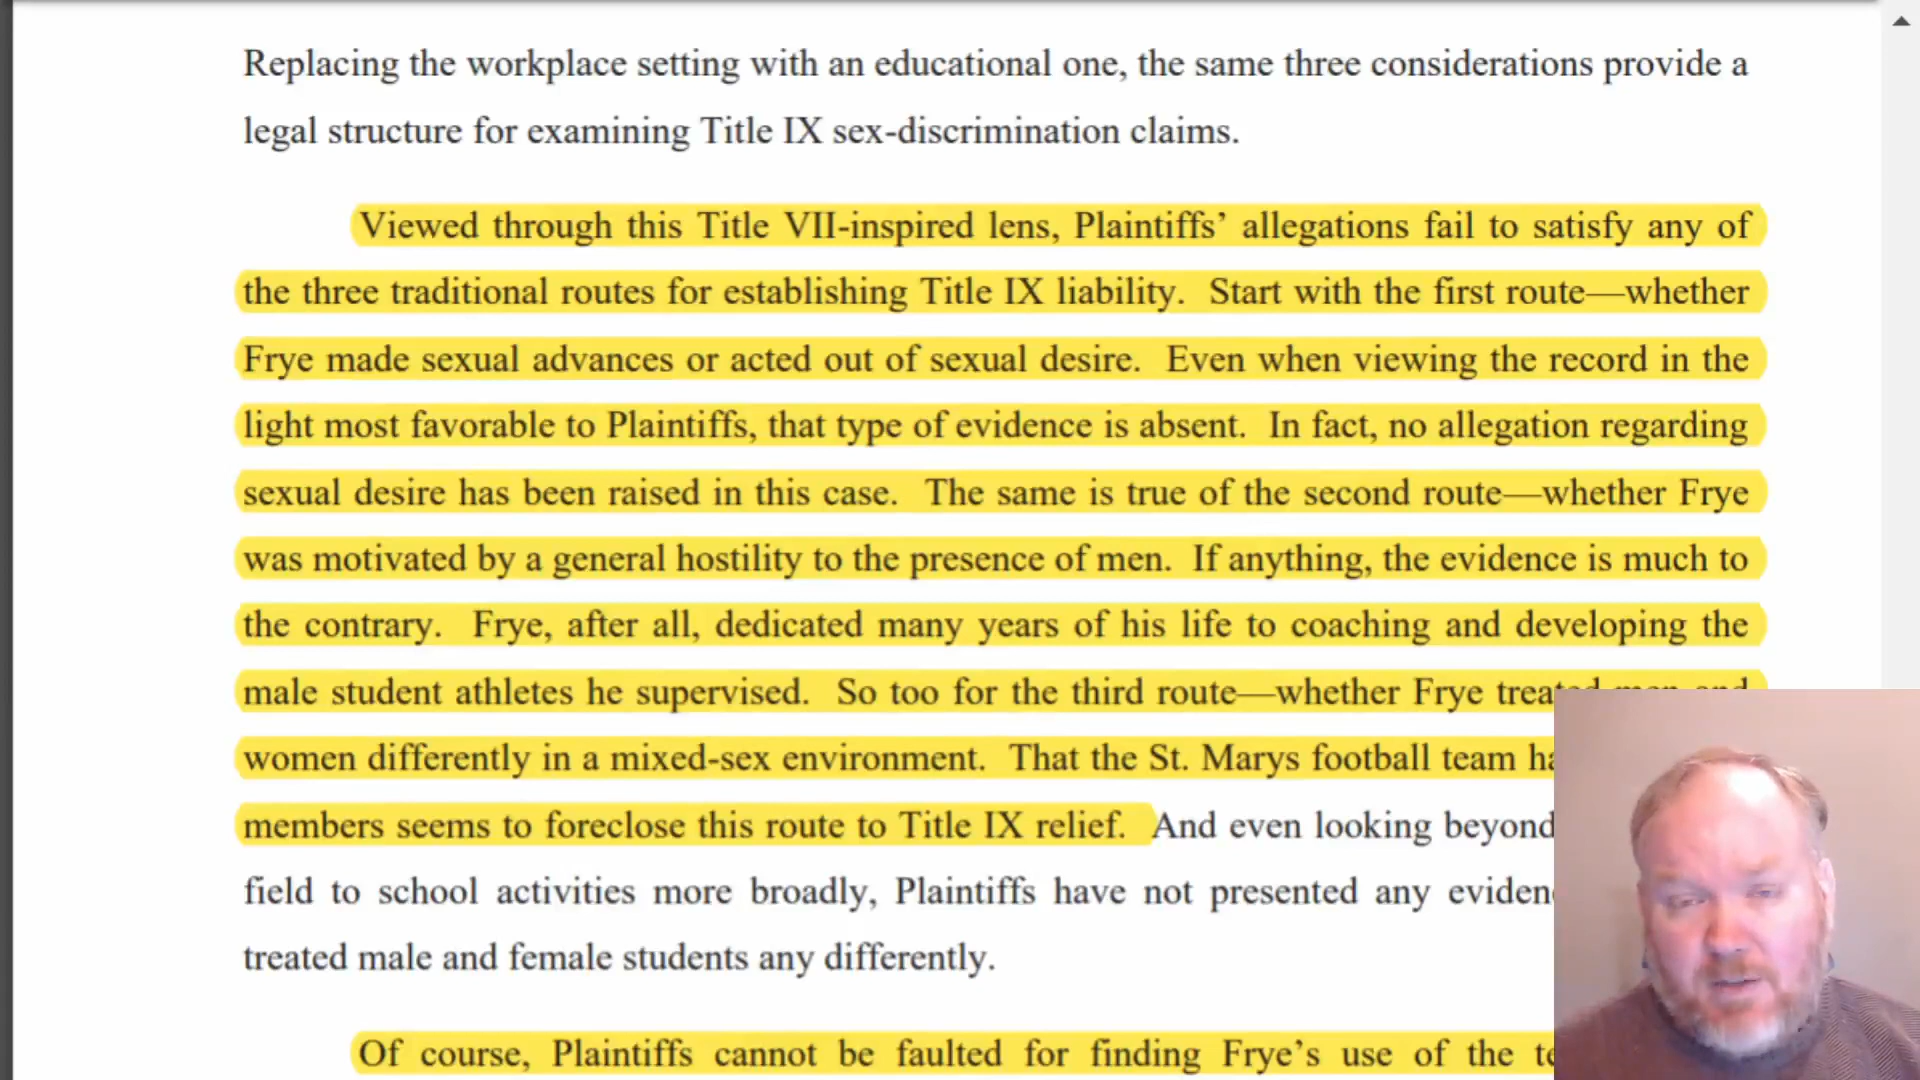 Replacing the workplace setting with an educational one, the same three considerations provide a
legal structure for examining Title IX sex-discrimination claims.
Viewed through this Title VII-inspired lens, Plaintiffs’ allegations fail to satisfy any of
the three traditional routes for establishing Title IX liability. Start with the first route—whether
Frye made sexual advances or acted out of sexual desire. Even when viewing the record in the
light most favorable to Plaintiffs, that type of evidence is absent. In fact, no allegation regarding
sexual desire has been raised in this case. The same is true of the second route—whether Frye
was motivated by a general hostility to the presence of men. If anything, the evidence is much to
the contrary. Frye, after all, dedicated many years of his life to coaching and developing the
male student athletes he supervised. So too for the third route—whether Frye treated men and
women differently in a mixed-sex environment. That the St. Marys football team
members seems to foreclose this route to Title IX relief. And even looking beyond
field to school activities more broadly, Plaintiffs have not presented any
treated male and female students any differently.
Of course, Plaintiffs cannot be faulted for finding Frye’s use of the